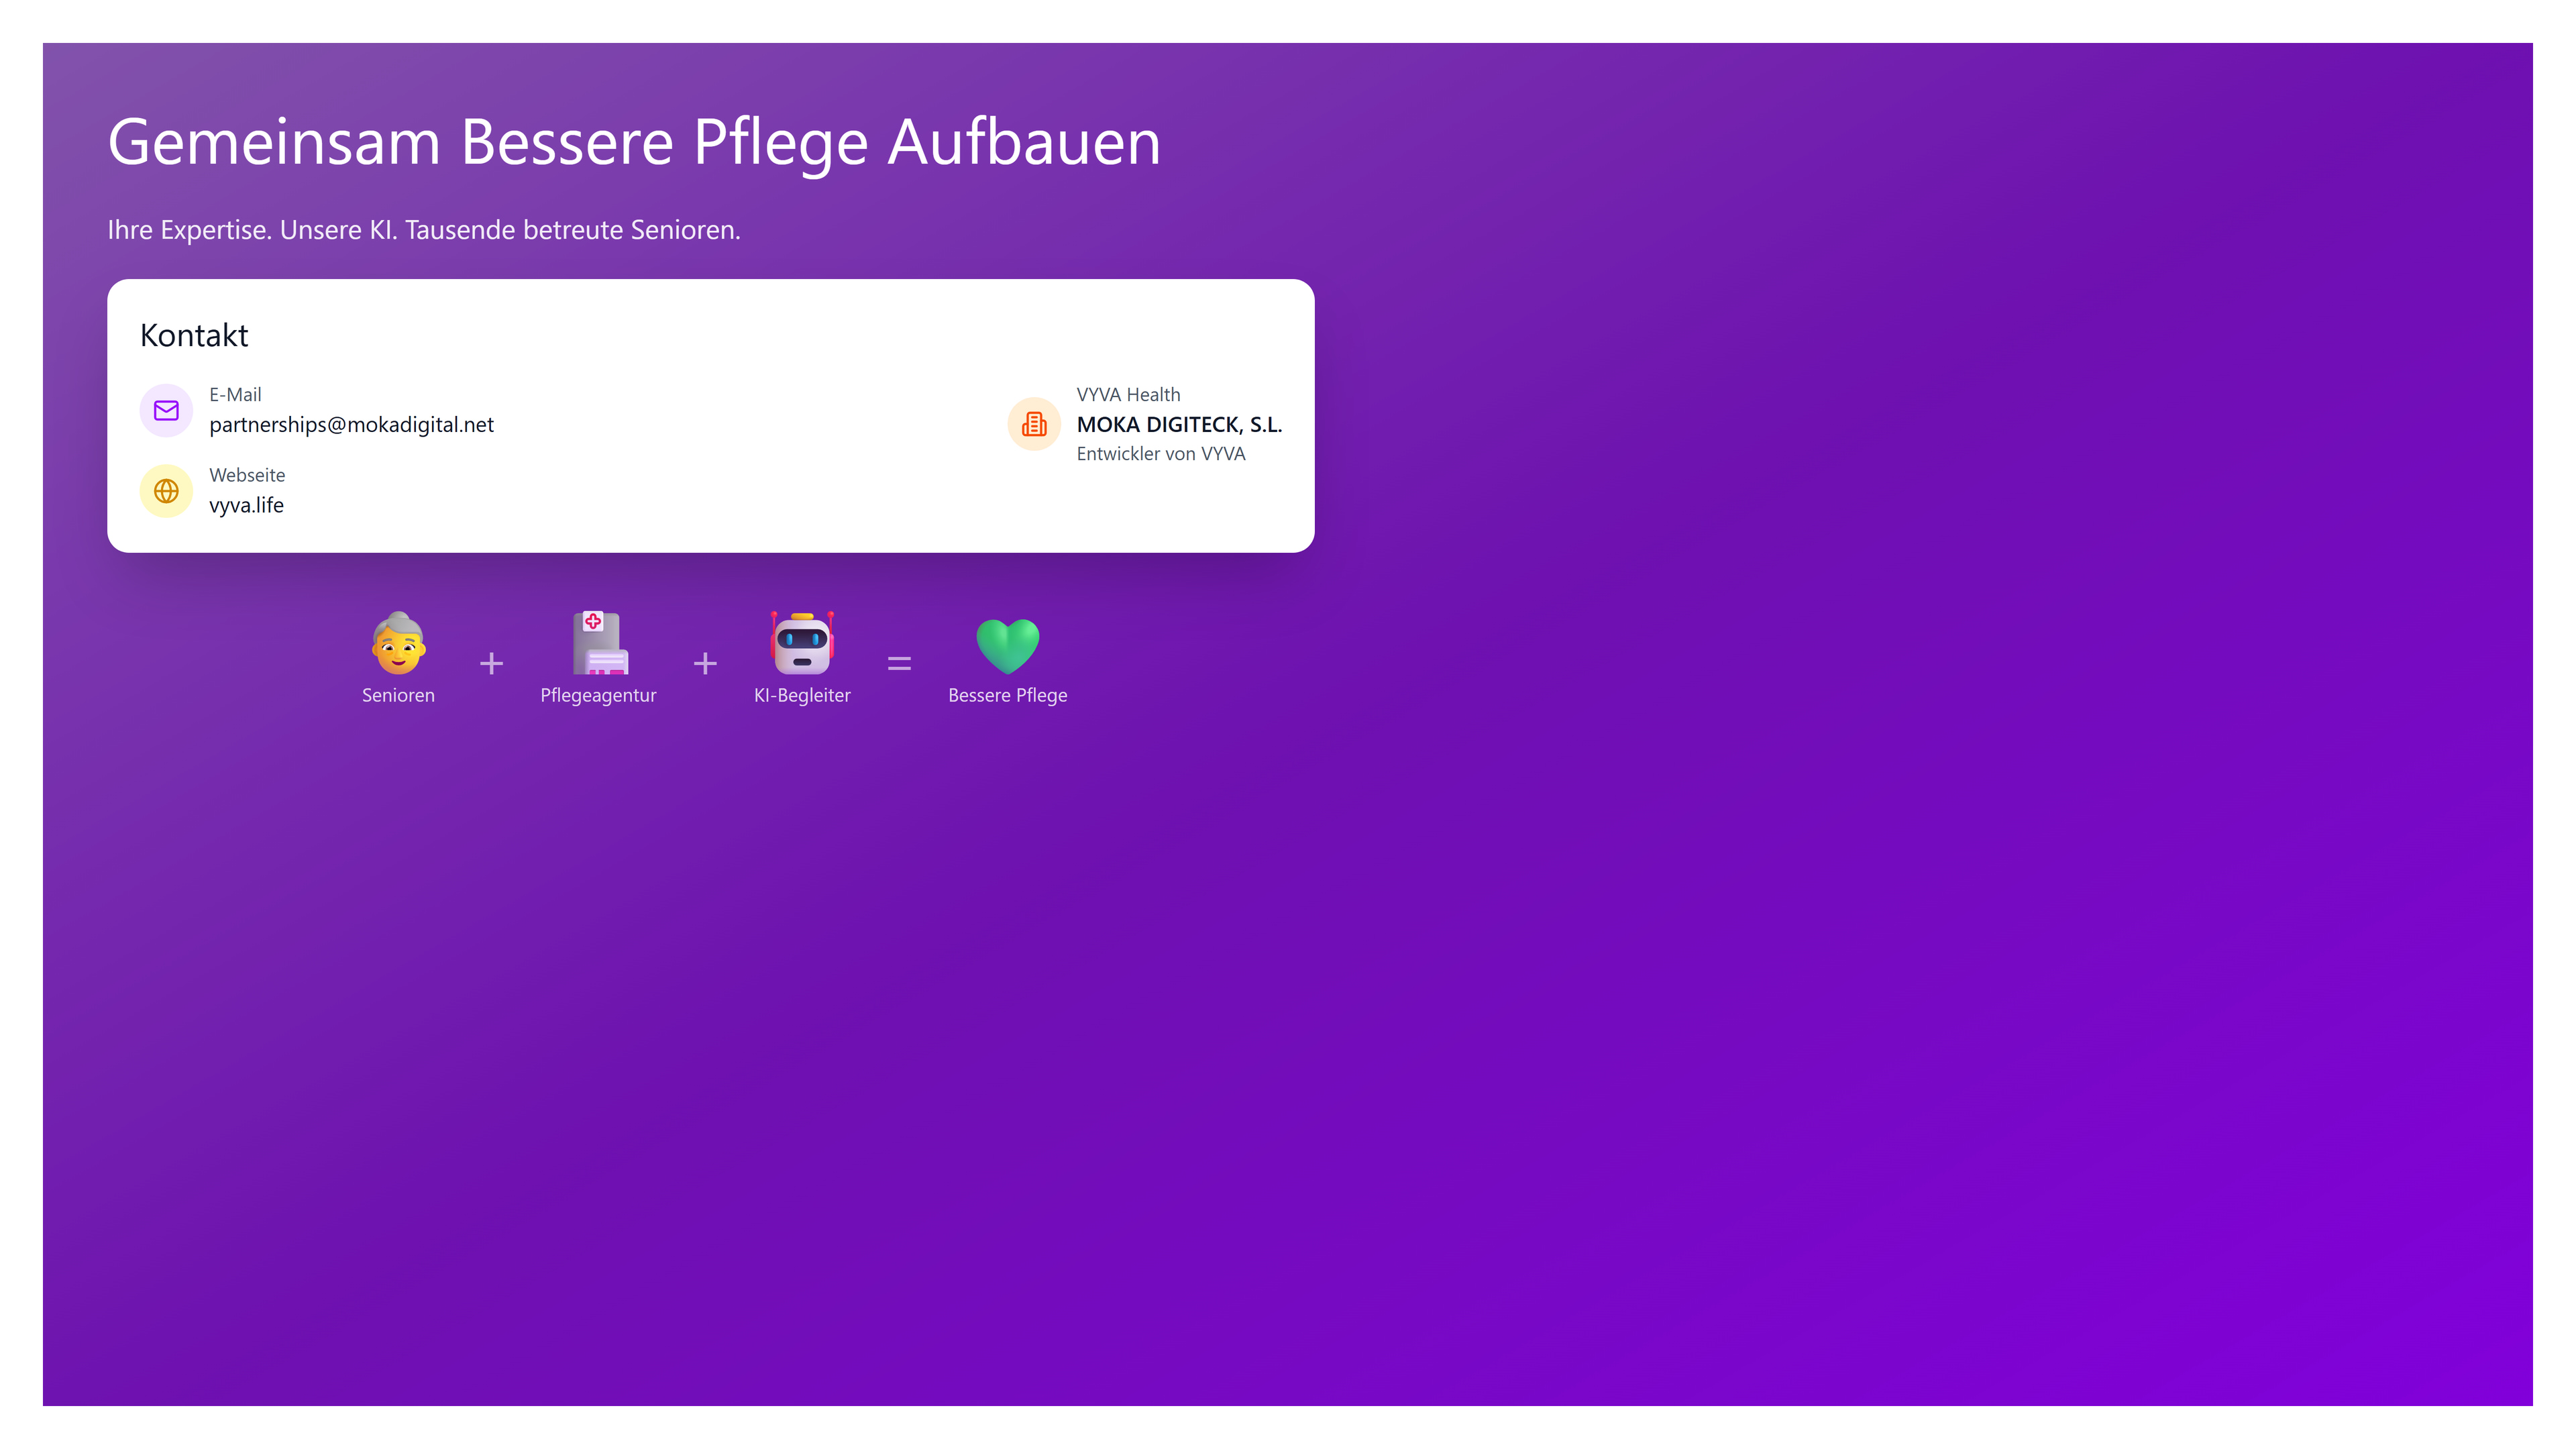 Gemeinsam Bessere Pflege Aufbauen
Ihre Expertise. Unsere KI. Tausende betreute Senioren.
Kontakt
E-Mail
partnerships@mokadigital.net
Webseite
vyva.life
VYVA Health
MOKA DIGITECK, S.L.
Entwickler von VYVA
Senioren
+
Pflegeagentur
+
KI-Begleiter
=
Bessere Pflege